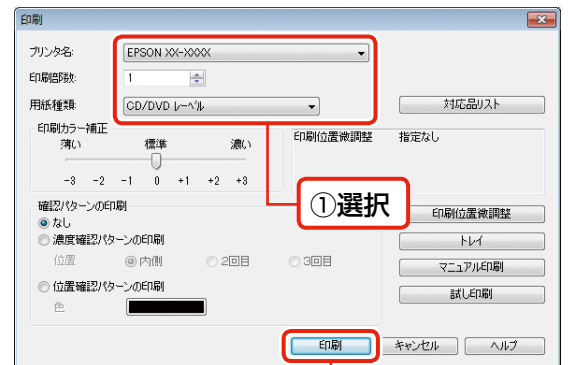 印刷
プリンタ名: EPSON XX-XXXX
印刷部数: 1
用紙種類: CD/DVD レーベル 対応品リスト
印刷カラー補正
薄い 標準 濃い
-3 -2 -1 0 +1 +2 +3
印刷位置微調整 指定なし
①選択
確認パターンの印刷
なし
濃度確認パターンの印刷
位置 内側 2回目 3回目
位置確認パターンの印刷
色
印刷位置微調整
トレイ
マニュアル印刷
試し印刷
印刷 キャンセル ヘルプ